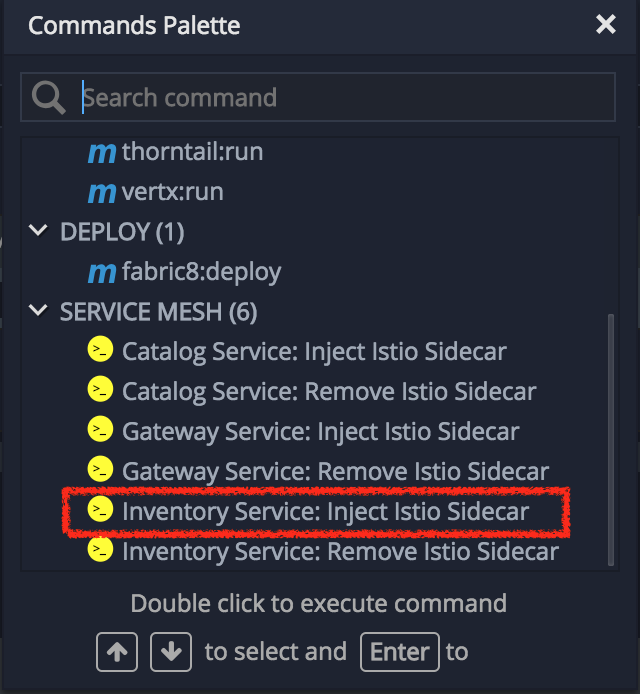 Commands Palette
Search command
m thorntail:run
m vertx:run
DEPLOY (1)
m fabric8:deploy
SERVICE MESH (6)
>_ Catalog Service: Inject Istio Sidecar
>_ Catalog Service: Remove Istio Sidecar
>_ Gateway Service: Inject Istio Sidecar
>_ Gateway Service: Remove Istio Sidecar
>_ Inventory Service: Inject Istio Sidecar
>_ Inventory Service: Remove Istio Sidecar
Double click to execute command
to select and Enter to